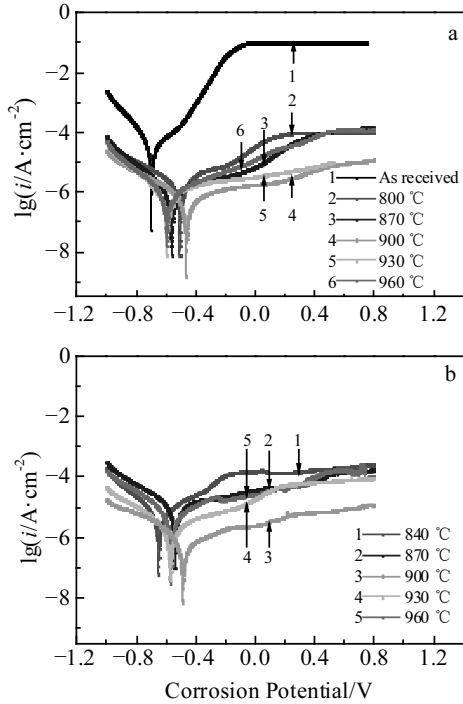 0
a
−2
1
2
−4
3
6
lg(i/A·cm⁻²)
−6
5
4
1 As received
2 800 ℃
3 870 ℃
4 900 ℃
5 930 ℃
6 960 ℃
−8
−1.2 −0.8 −0.4 0.0 0.4 0.8 1.2
0
b
−2
5 2 1
−4
lg(i/A·cm⁻²)
4 3
−6
1 840 ℃
2 870 ℃
3 900 ℃
4 930 ℃
5 960 ℃
−8
−1.2 −0.8 −0.4 0.0 0.4 0.8 1.2
Corrosion Potential/V